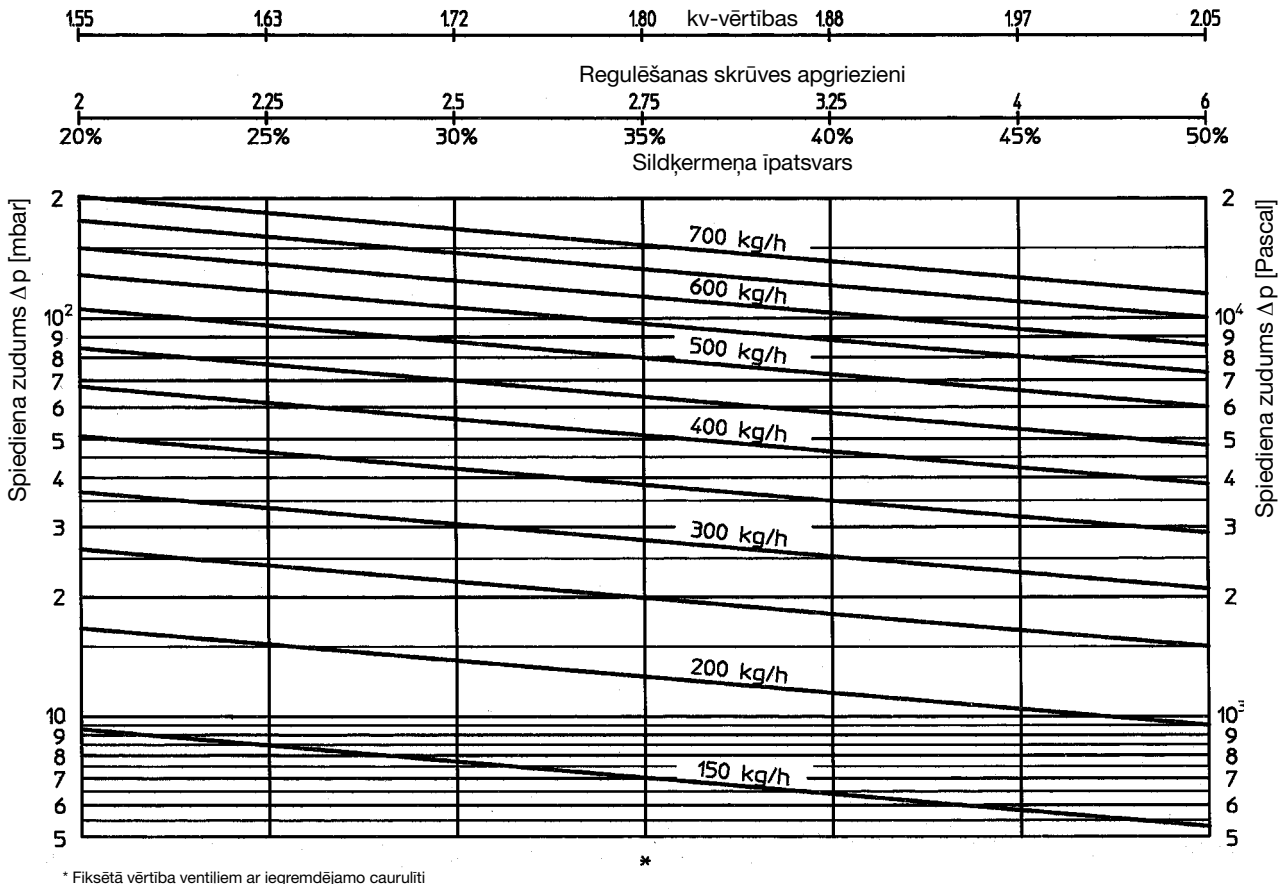 kv-vērtības
1.55 1.63 1.72 1.80 1.88 1.97 2.05
Regulēšanas skrūves apgriezieni
2 2.25 2.5 2.75 3.25 4 6
20% 25% 30% 35% 40% 45% 50%
Sildķermeņa īpatsvars
Spiediena zudums Δp [mbar]
2
10²
9
8
7
6
5
4
3
2
10
9
8
7
6
5
700 kg/h
600 kg/h
500 kg/h
400 kg/h
300 kg/h
200 kg/h
150 kg/h
Spiediena zudums Δp [Pascal]
2
10⁴
9
8
7
6
5
4
3
2
10³
9
8
7
6
5
*
* Fiksētā vērtība ventiļiem ar iegremdējamo caurulīti